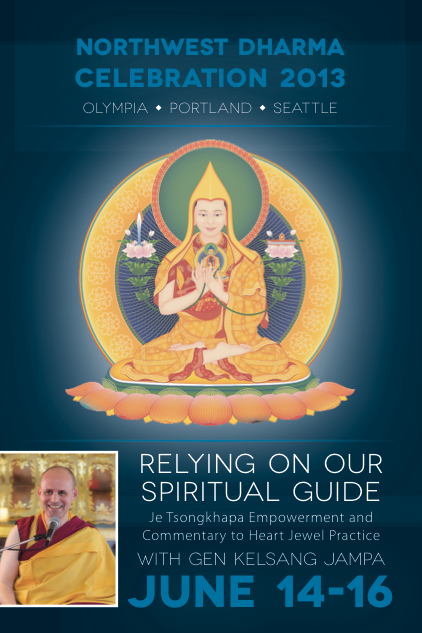 NORTHWEST DHARMA
CELEBRATION 2013
OLYMPIA ◆ PORTLAND ◆ SEATTLE
RELYING ON OUR
SPIRITUAL GUIDE
Je Tsongkhapa Empowerment and
Commentary to Heart Jewel Practice
WITH GEN KELSANG JAMPA
JUNE 14-16